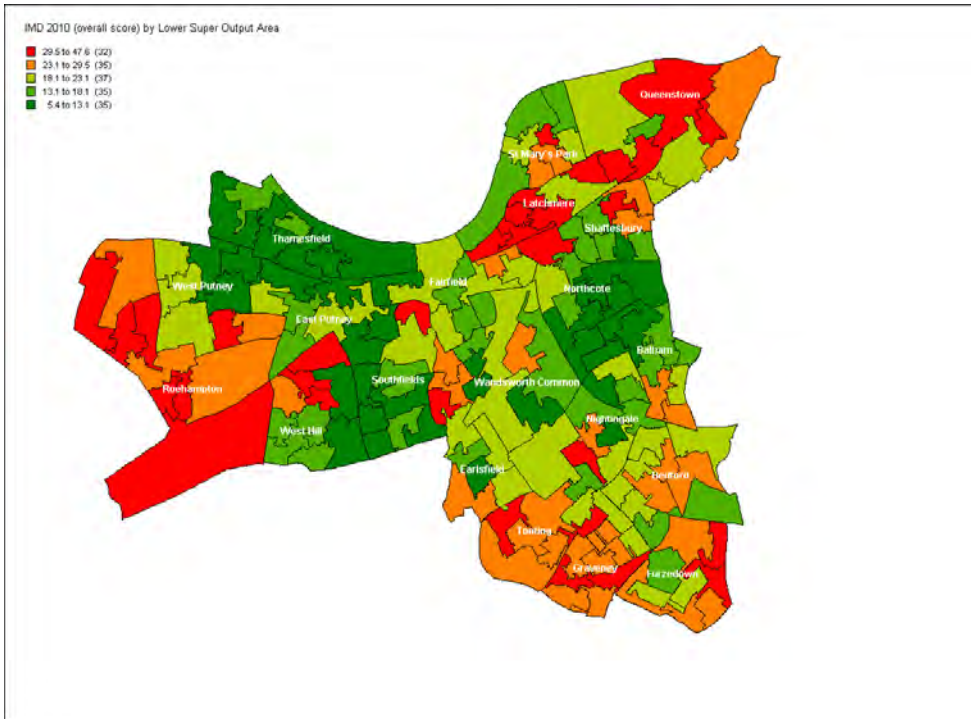 IMD 2010 (overall score) by Lower Super Output Area
29.5 to 47.6 (32)
23.1 to 29.5 (35)
18.1 to 23.1 (37)
13.1 to 18.1 (35)
5.4 to 13.1 (35)
Queenstown
St Mary's Park
Latchmere
Shaftesbury
Thamesfield
Fairfield
West Putney
Northcote
East Putney
Balham
Southfields
Wandsworth Common
Roehampton
Nightingale
West Hill
Earlsfield
Bedford
Tooting
Graveney
Furzedown